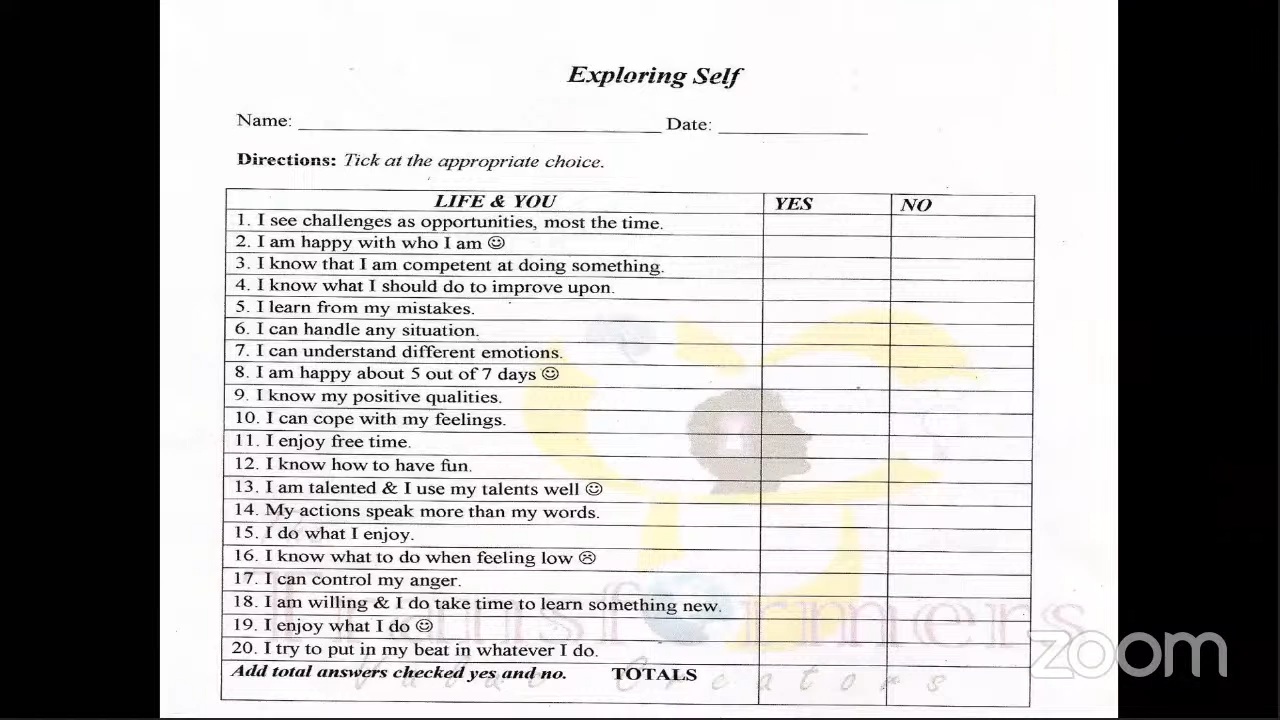 Exploring Self
Name: Date:
Directions: Tick at the appropriate choice.
LIFE & YOU YES NO
1. I see challenges as opportunities, most the time.
2. I am happy with who I am ☺
3. I know that I am competent at doing something.
4. I know what I should do to improve upon.
5. I learn from my mistakes.
6. I can handle any situation.
7. I can understand different emotions.
8. I am happy about 5 out of 7 days ☺
9. I know my positive qualities.
10. I can cope with my feelings.
11. I enjoy free time.
12. I know how to have fun.
13. I am talented & I use my talents well ☺
14. My actions speak more than my words.
15. I do what I enjoy.
16. I know what to do when feeling low ☹
17. I can control my anger.
18. I am willing & I do take time to learn something new.
19. I enjoy what I do ☺
20. I try to put in my beat in whatever I do.
Add total answers checked yes and no. TOTALS
Transformers
Value Creators
zoom